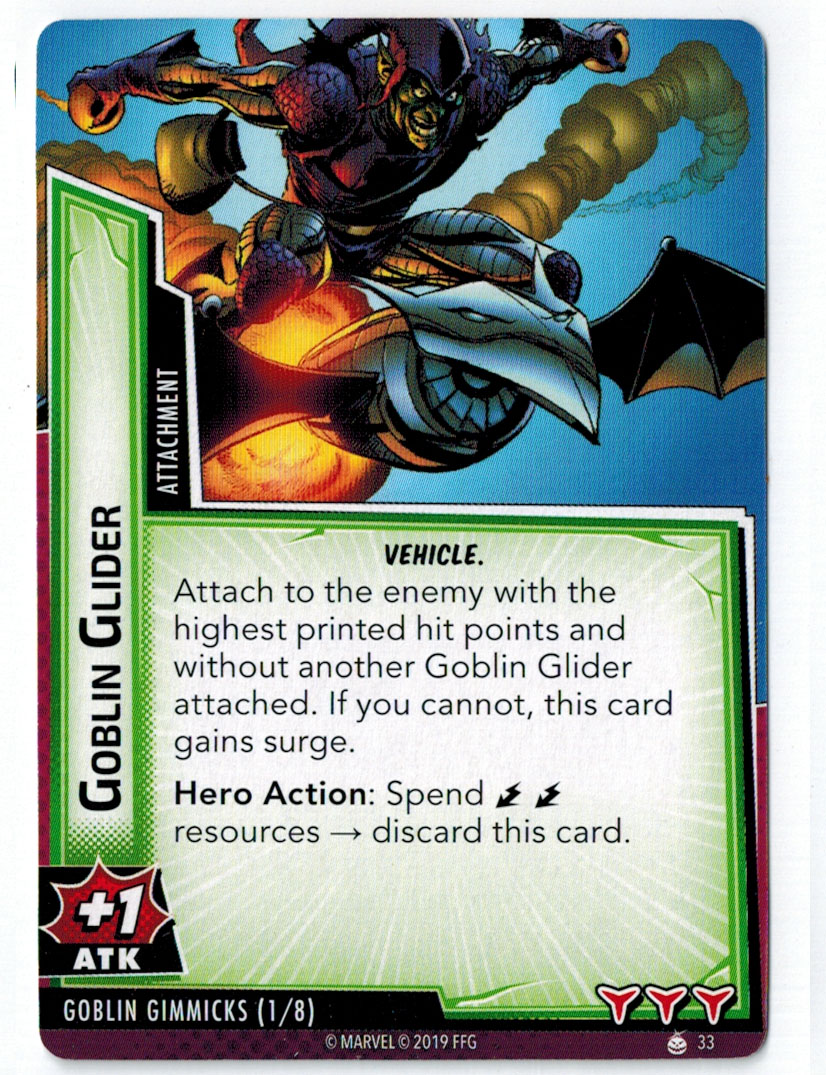 ATTACHMENT
GOBLIN GLIDER
VEHICLE.
Attach to the enemy with the
highest printed hit points and
without another Goblin Glider
attached. If you cannot, this card
gains surge.
Hero Action: Spend
resources → discard this card.
+1
ATK
GOBLIN GIMMICKS (1/8)
© MARVEL © 2019 FFG
33